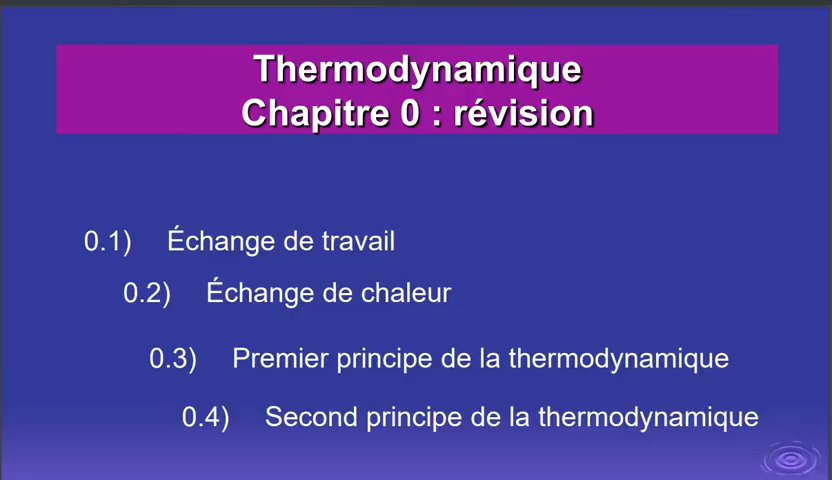 Thermodynamique
Chapitre 0 : révision
0.1) Échange de travail
0.2) Échange de chaleur
0.3) Premier principe de la thermodynamique
0.4) Second principe de la thermodynamique